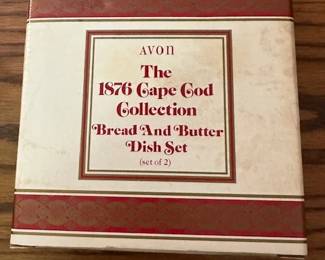 AVON
The
1876 Cape Cod
Collection
Bread And Butter
Dish Set
(set of 2)